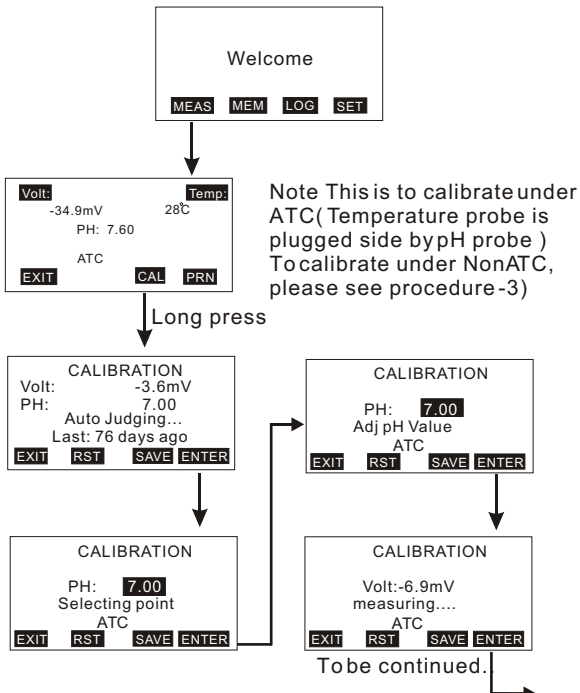 Welcome
MEAS MEM LOG SET
Volt: Temp:
-34.9mV 28℃
PH: 7.60
ATC
EXIT CAL PRN
Note This is to calibrate under
ATC( Temperature probe is
plugged side by pH probe )
To calibrate under NonATC,
please see procedure -3)
Long press
CALIBRATION
Volt: -3.6mV
PH: 7.00
Auto Judging...
Last: 76 days ago
EXIT RST SAVE ENTER
CALIBRATION
PH: 7.00
Selecting point
ATC
EXIT RST SAVE ENTER
CALIBRATION
PH: 7.00
Adj pH Value
ATC
EXIT RST SAVE ENTER
CALIBRATION
Volt:-6.9mV
measuring....
ATC
EXIT RST SAVE ENTER
To be continued..